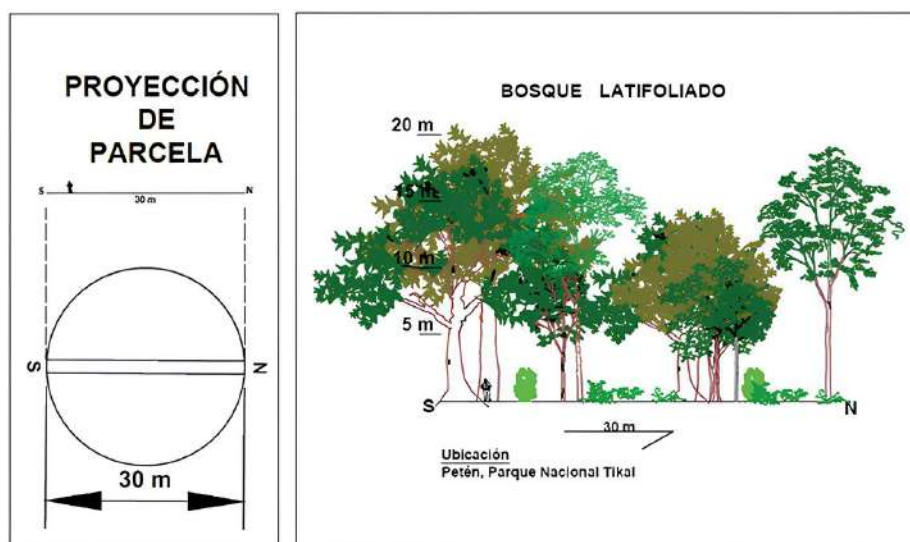 PROYECCIÓN
DE
PARCELA
S N
30 m
S N
30 m
BOSQUE LATIFOLIADO
20 m
15 m
10 m
5 m
S N
30 m
Ubicación
Petén, Parque Nacional Tikal